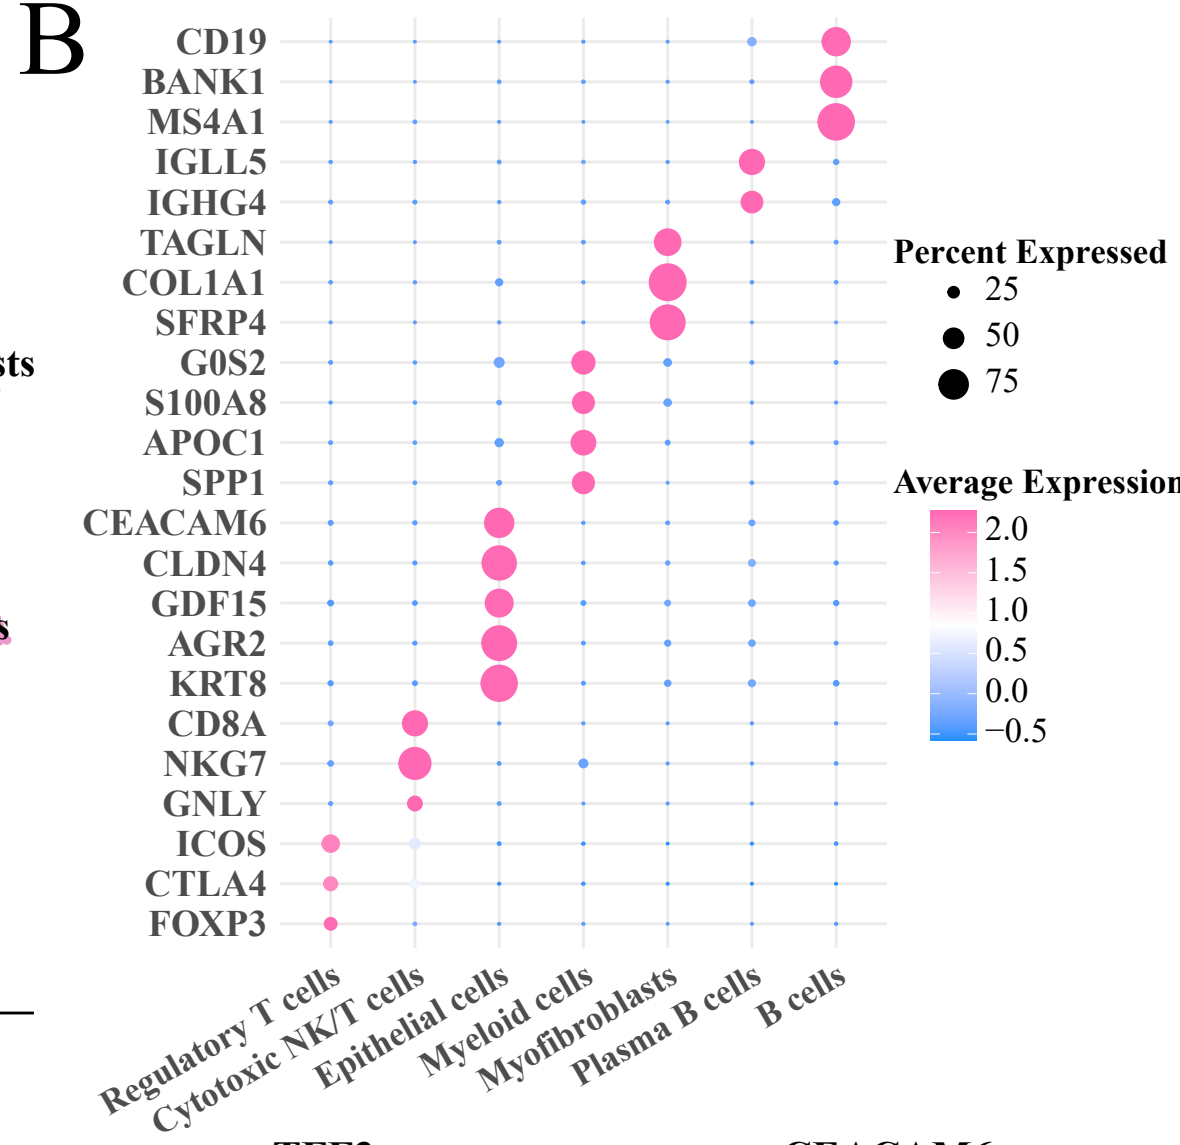 B
CD19
BANK1
MS4A1
IGLL5
IGHG4
TAGLN
COL1A1
SFRP4
G0S2
S100A8
APOC1
SPP1
CEACAM6
CLDN4
GDF15
AGR2
KRT8
CD8A
NKG7
GNLY
ICOS
CTLA4
FOXP3
Regulatory T cells
Cytotoxic NK/T cells
Epithelial cells
Myeloid cells
Myofibroblasts
Plasma B cells
B cells
Percent Expressed
25
50
75
Average Expression
2.0
1.5
1.0
0.5
0.0
−0.5
sts
s